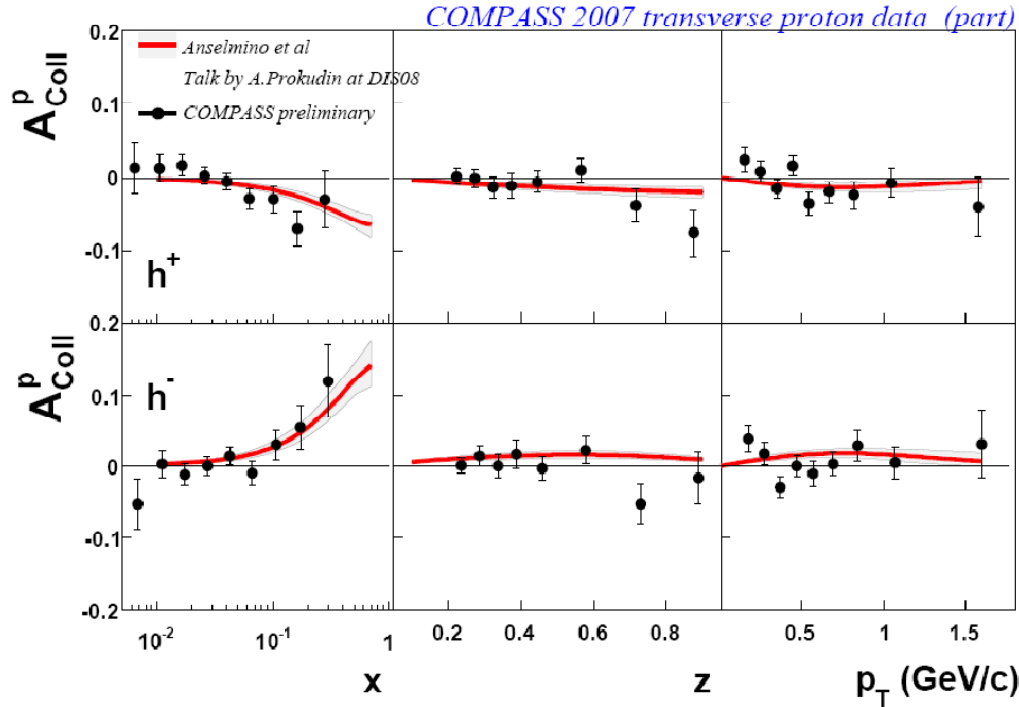 COMPASS 2007 transverse proton data (part)
0.2
Anselmino et al
Talk by A.Prokudin at DIS08
COMPASS preliminary
A^p_Coll
0.1
0
-0.1
h^+
0.2
A^p_Coll
h^-
0.1
0
-0.1
-0.2
10^-2 10^-1 1 0.2 0.4 0.6 0.8 0.5 1 1.5
x z p_T (GeV/c)